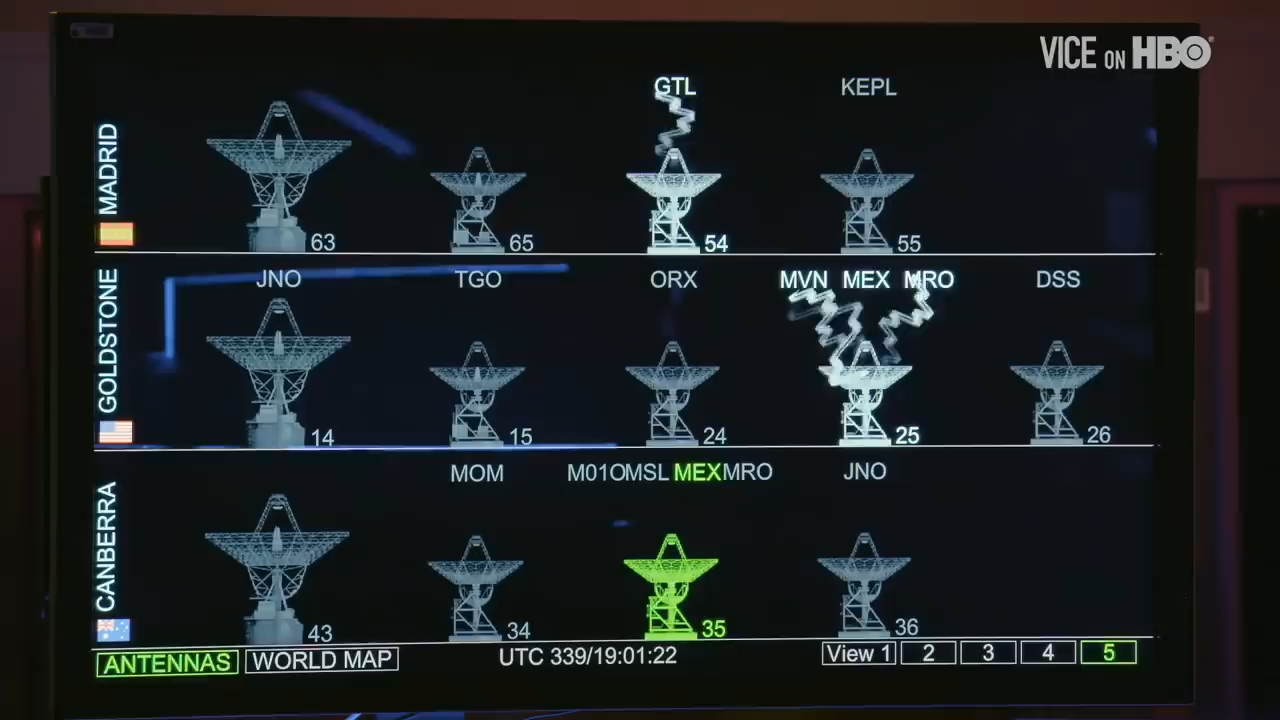 VICE ON HBO®
GTL KEPL
MADRID
63 65 54 55
JNO TGO ORX MVN MEX MRO DSS
GOLDSTONE
14 15 24 25 26
MOM M01OMSL MEXMRO JNO
CANBERRA
43 34 35 36
ANTENNAS WORLD MAP UTC 339/19:01:22 View 1 2 3 4 5